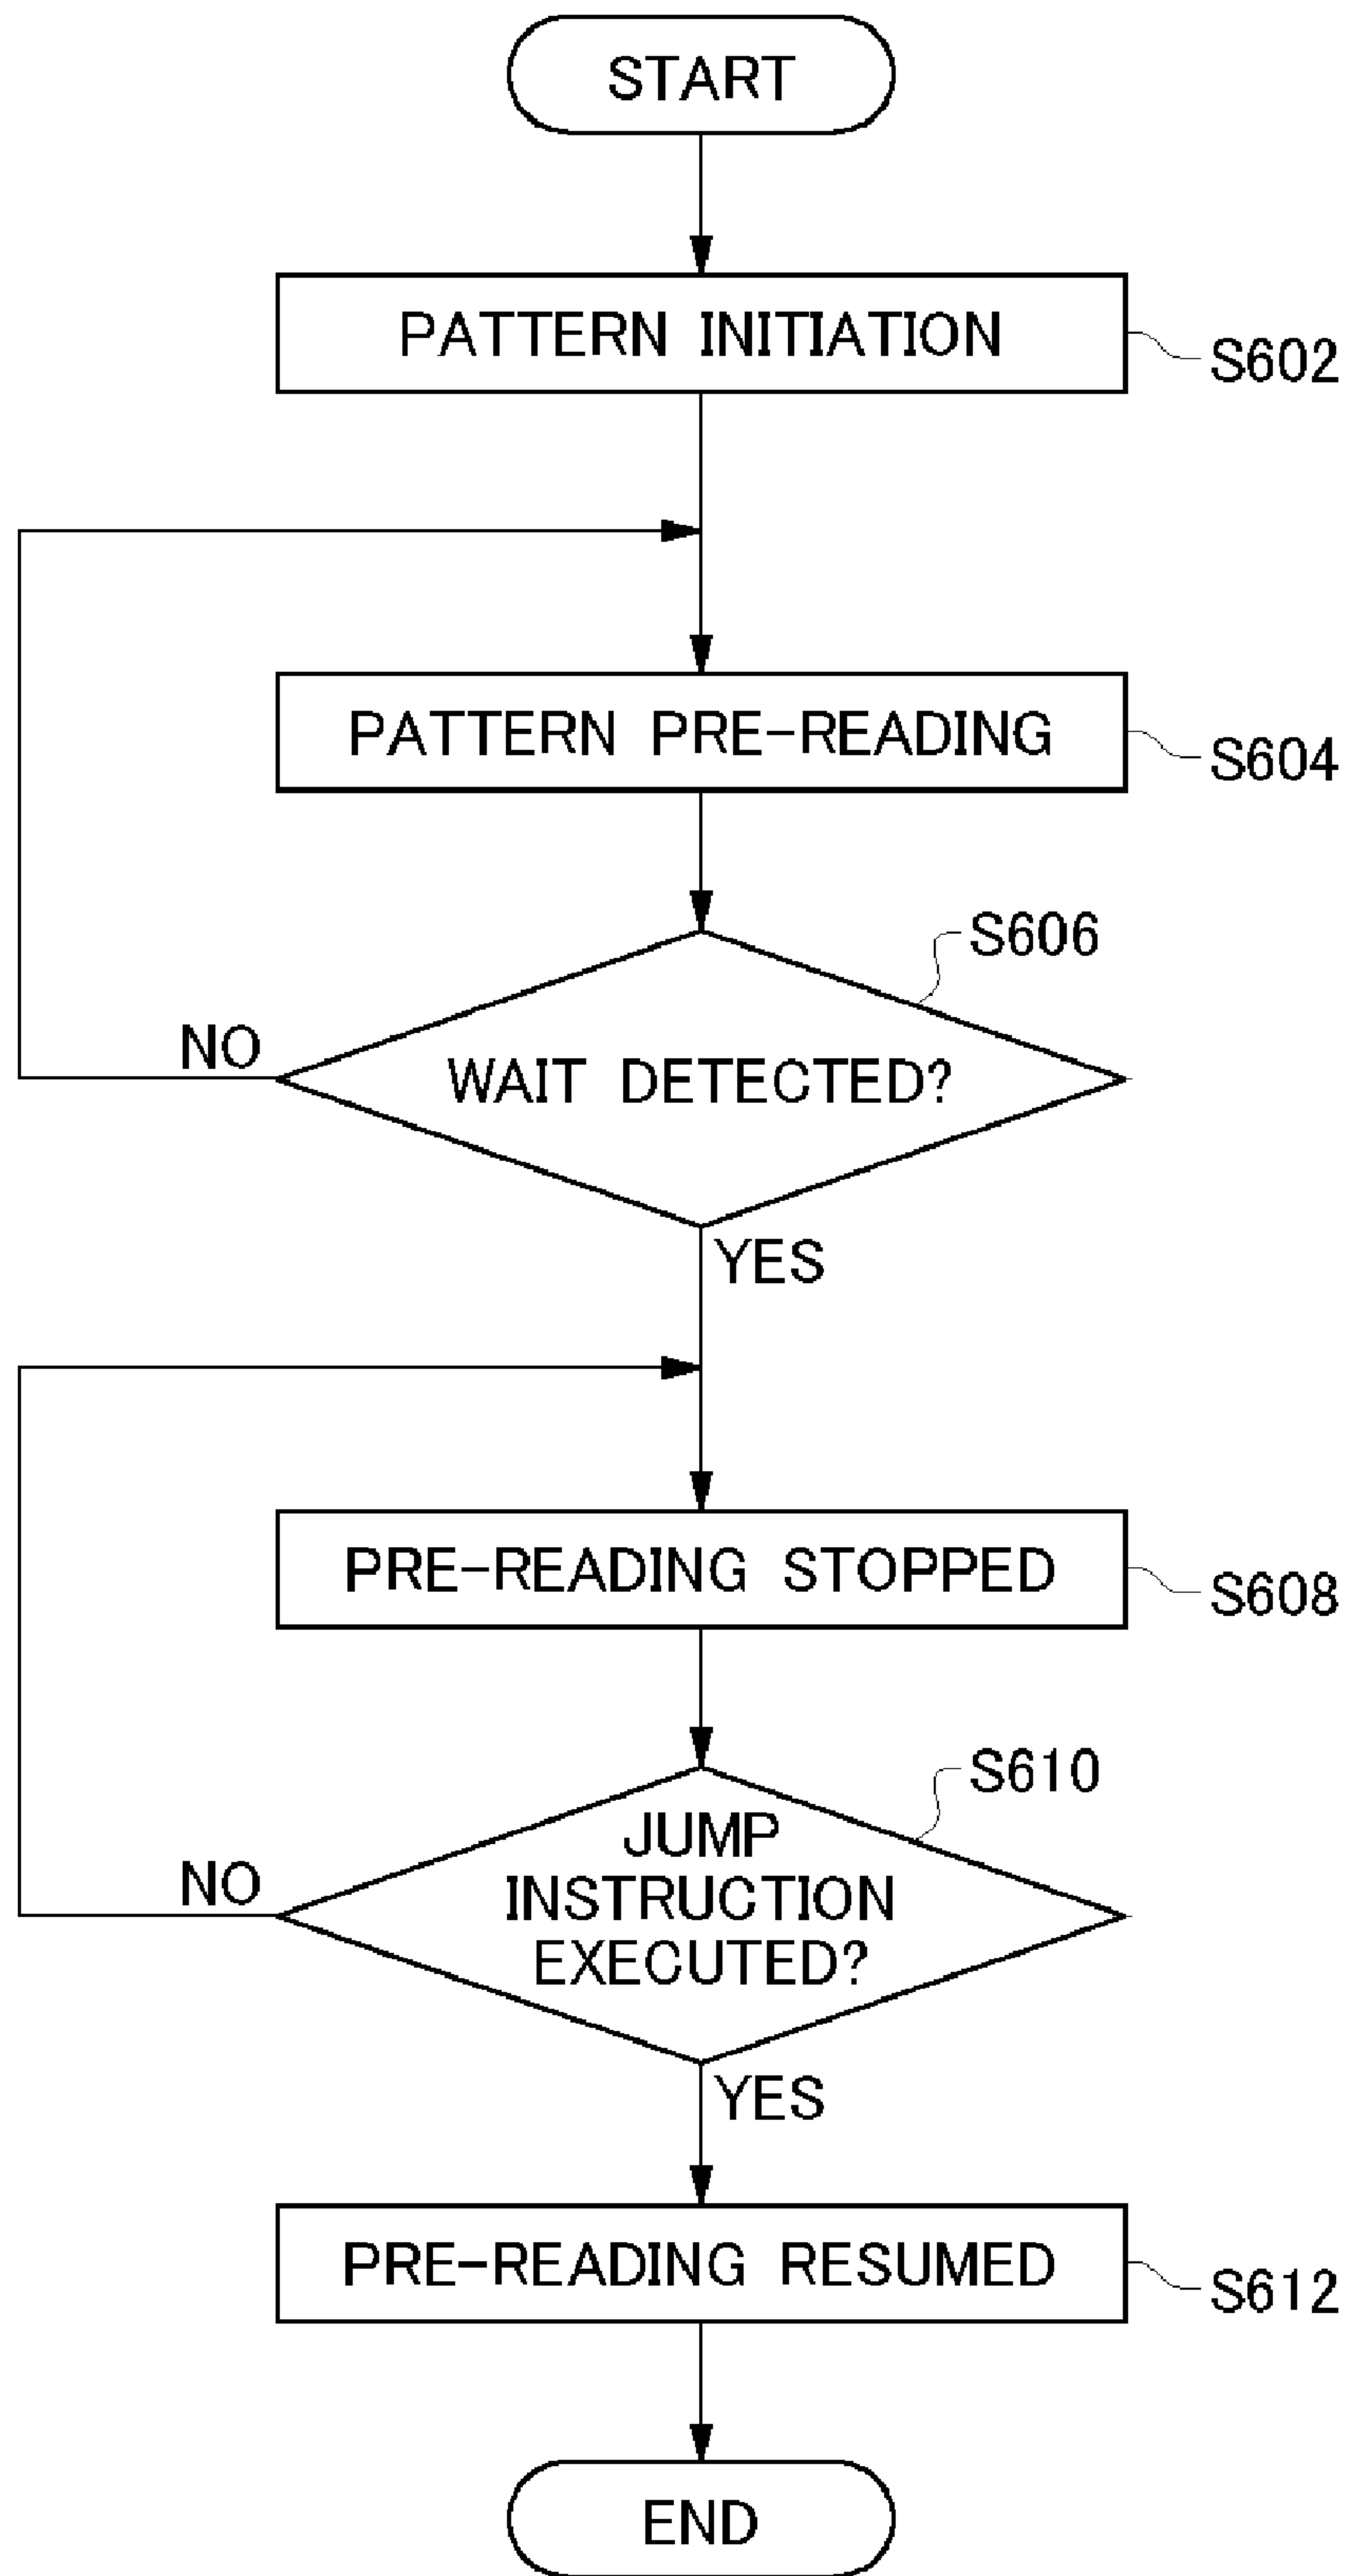 START
PATTERN INITIATION
S602
PATTERN PRE-READING
S604
S606
NO
WAIT DETECTED?
YES
PRE-READING STOPPED
S608
S610
JUMP
NO
INSTRUCTION
EXECUTED?
YES
PRE-READING RESUMED
S612
END